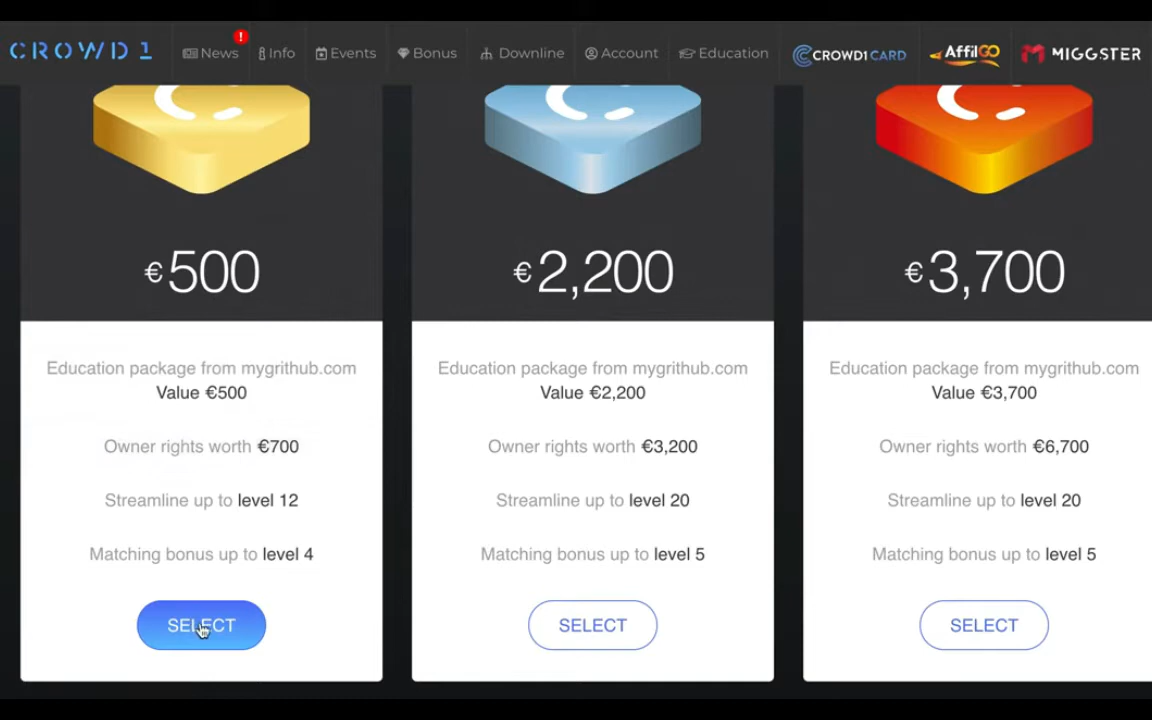 CROWD1 News ! Info Events Bonus Downline Account Education CROWD1CARD AffilGO MIGGSTER
€500
Education package from mygrithub.com
Value €500
Owner rights worth €700
Streamline up to level 12
Matching bonus up to level 4
SELECT
€2,200
Education package from mygrithub.com
Value €2,200
Owner rights worth €3,200
Streamline up to level 20
Matching bonus up to level 5
SELECT
€3,700
Education package from mygrithub.com
Value €3,700
Owner rights worth €6,700
Streamline up to level 20
Matching bonus up to level 5
SELECT